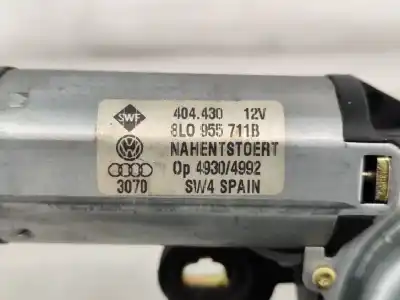 SWF 404.430 12V
8L0 955 711B
NAHENTSTOERT
Op 4930/4992
3070 SW4 SPAIN